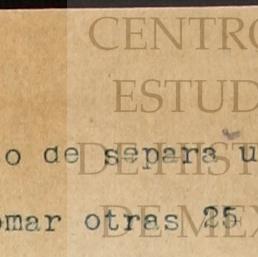 CENTRO
ESTUD
o de separa u
DE HIST
omar otras 25
DE MEX